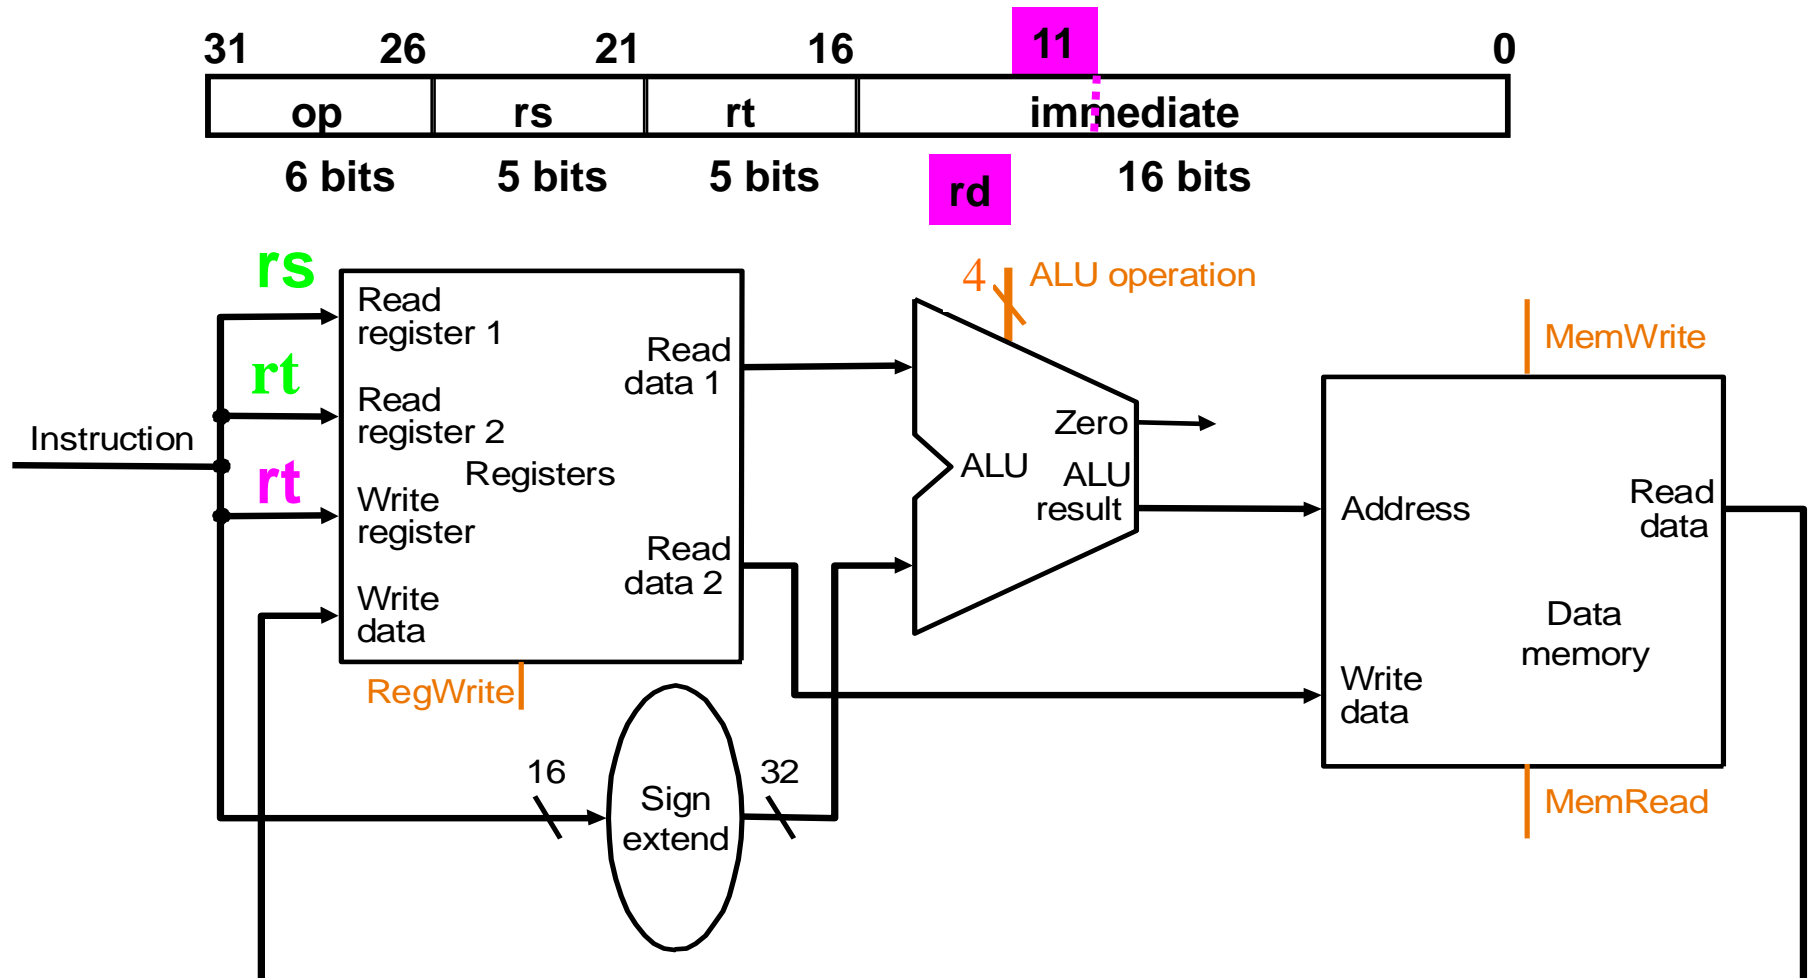 31 26 21 16 11 0
op rs rt immediate
6 bits 5 bits 5 bits rd 16 bits
rs
rt
rt
Instruction
Read
register 1
Read
register 2
Write
register
Write
data
Registers
Read
data 1
Read
data 2
RegWrite
16
Sign
extend
32
4 ALU operation
ALU
Zero
ALU
result
MemWrite
Address
Read
data
Data
memory
Write
data
MemRead